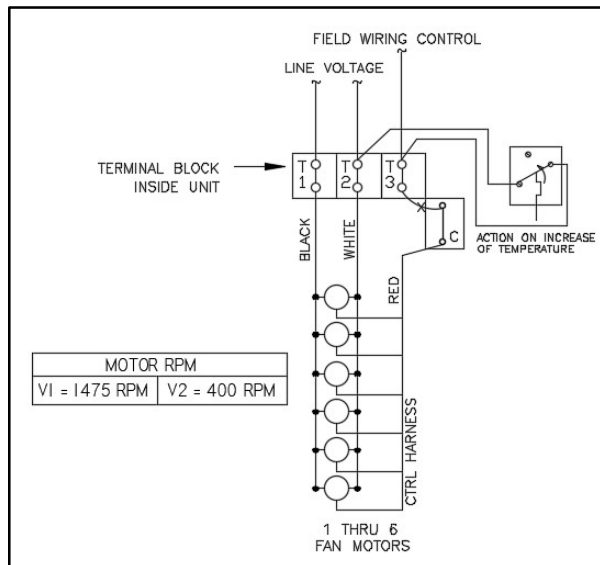 FIELD WIRING CONTROL
LINE VOLTAGE
TERMINAL BLOCK
INSIDE UNIT
T T T
1 2 3
C
ACTION ON INCREASE
OF TEMPERATURE
BLACK
WHITE
RED
MOTOR RPM
V1 = 1475 RPM V2 = 400 RPM
CTRL HARNESS
1 THRU 6
FAN MOTORS